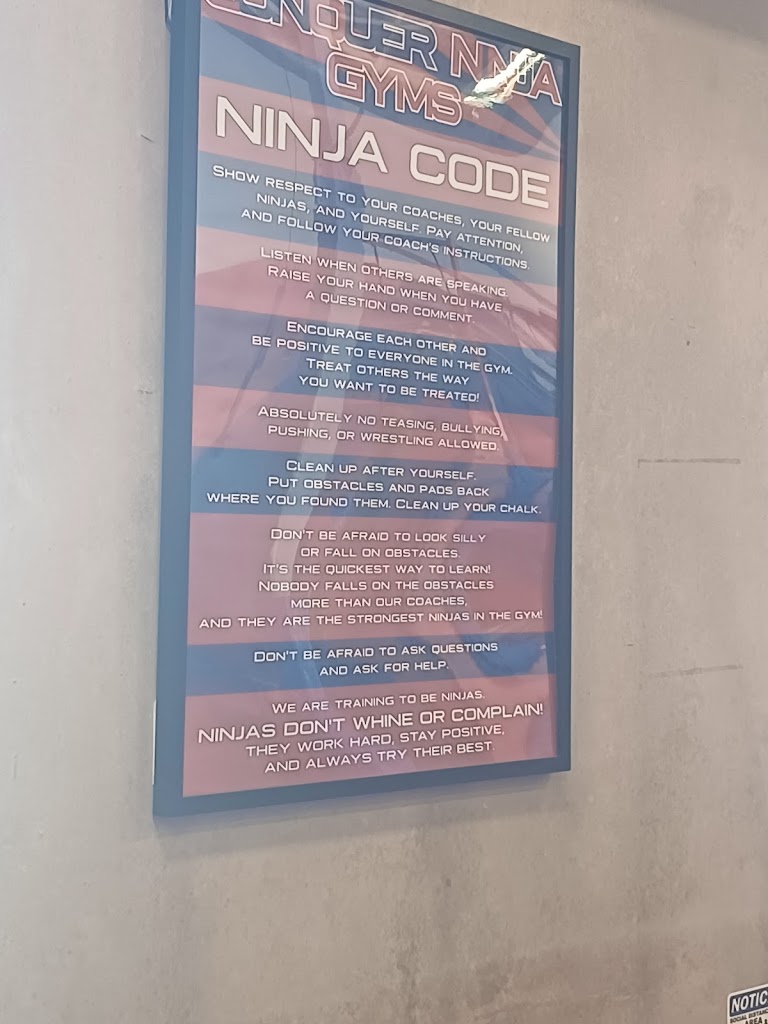 CONQUER NINJA
GYMS
NINJA CODE
SHOW RESPECT TO YOUR COACHES, YOUR FELLOW
NINJAS, AND YOURSELF. PAY ATTENTION,
AND FOLLOW YOUR COACH'S INSTRUCTIONS.
LISTEN WHEN OTHERS ARE SPEAKING.
RAISE YOUR HAND WHEN YOU HAVE
A QUESTION OR COMMENT.
ENCOURAGE EACH OTHER AND
BE POSITIVE TO EVERYONE IN THE GYM.
TREAT OTHERS THE WAY
YOU WANT TO BE TREATED!
ABSOLUTELY NO TEASING, BULLYING,
PUSHING, OR WRESTLING ALLOWED.
CLEAN UP AFTER YOURSELF.
PUT OBSTACLES AND PADS BACK
WHERE YOU FOUND THEM. CLEAN UP YOUR CHALK.
DON'T BE AFRAID TO LOOK SILLY
OR FALL ON OBSTACLES.
IT'S THE QUICKEST WAY TO LEARN!
NOBODY FALLS ON THE OBSTACLES
MORE THAN OUR COACHES,
AND THEY ARE THE STRONGEST NINJAS IN THE GYM!
DON'T BE AFRAID TO ASK QUESTIONS
AND ASK FOR HELP.
WE ARE TRAINING TO BE NINJAS.
NINJAS DON'T WHINE OR COMPLAIN!
THEY WORK HARD, STAY POSITIVE,
AND ALWAYS TRY THEIR BEST.
NOTIC
SOCIAL DISTANC
AREA